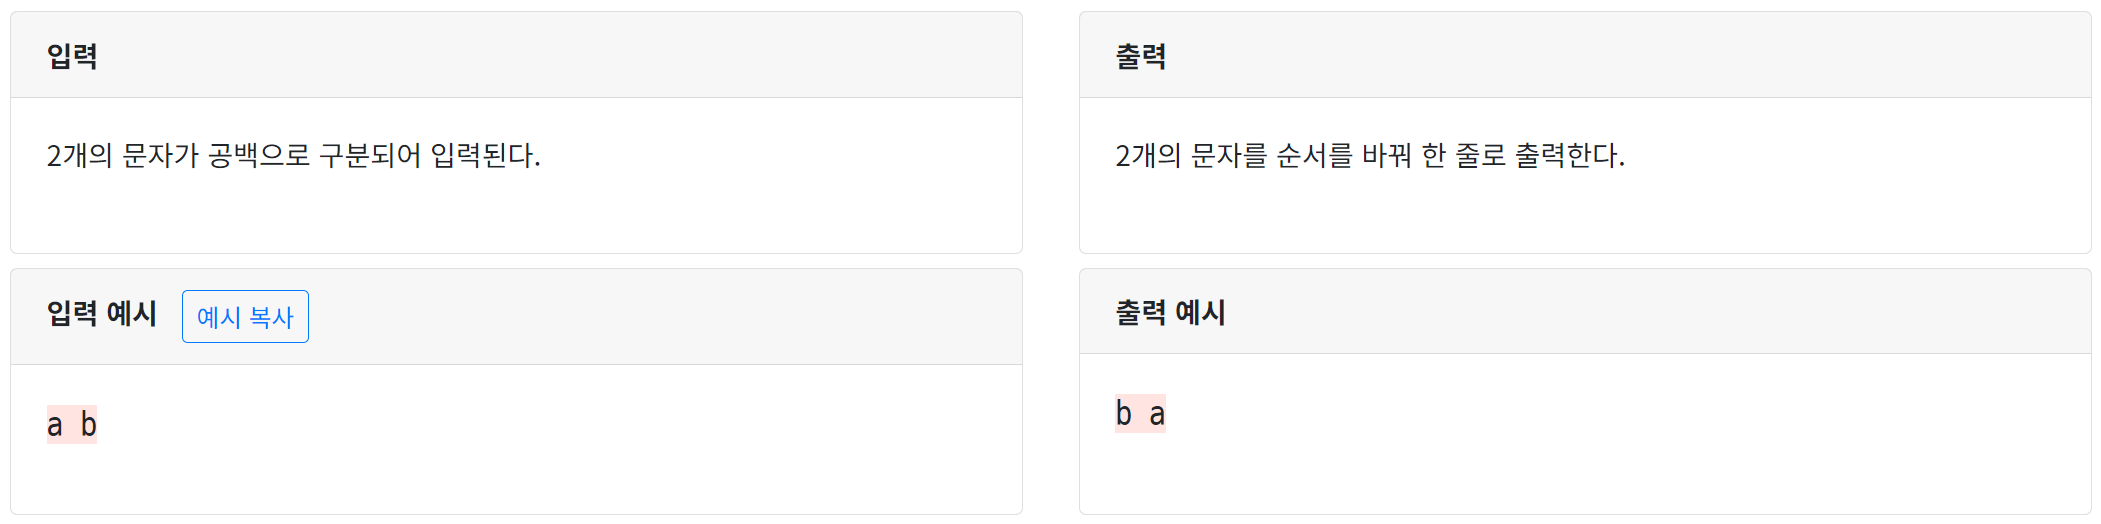 입력
2개의 문자가 공백으로 구분되어 입력된다.
출력
2개의 문자를 순서를 바꿔 한 줄로 출력한다.
입력 예시 예시 복사
a b
출력 예시
b a